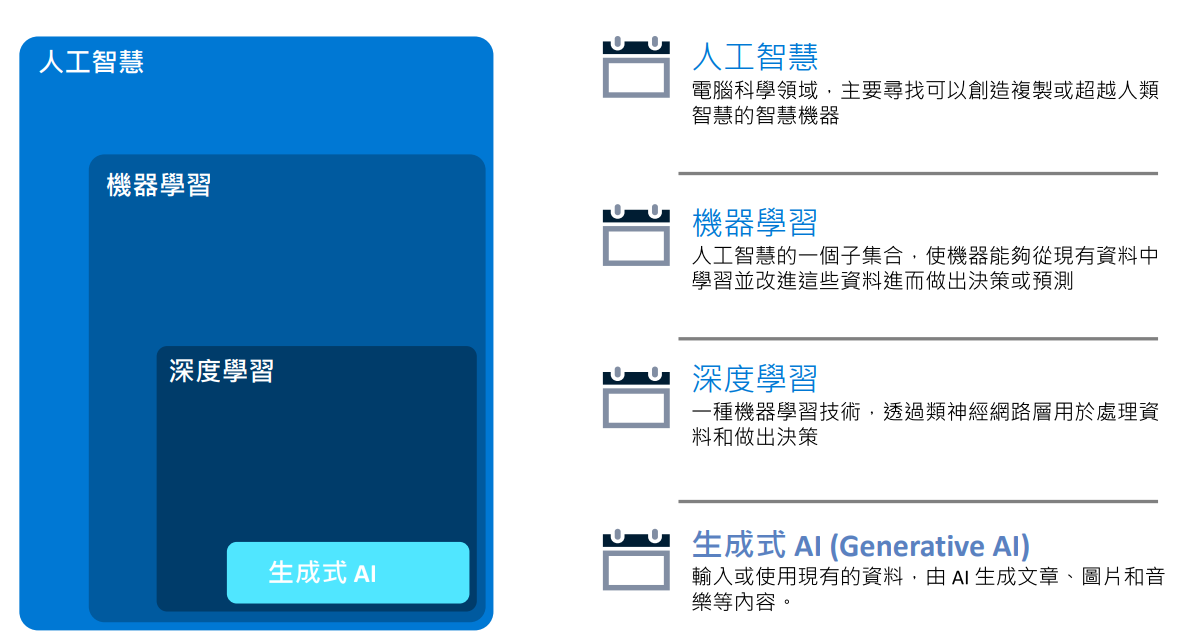 人工智慧
機器學習
深度學習
生成式 AI
人工智慧
電腦科學領域，主要尋找可以創造複製或超越人類
智慧的智慧機器
機器學習
人工智慧的一個子集合，使機器能夠從現有資料中
學習並改進這些資料進而做出決策或預測
深度學習
一種機器學習技術，透過類神經網路層用於處理資
料和做出決策
生成式 AI (Generative AI)
輸入或使用現有的資料，由 AI 生成文章、圖片和音
樂等內容。